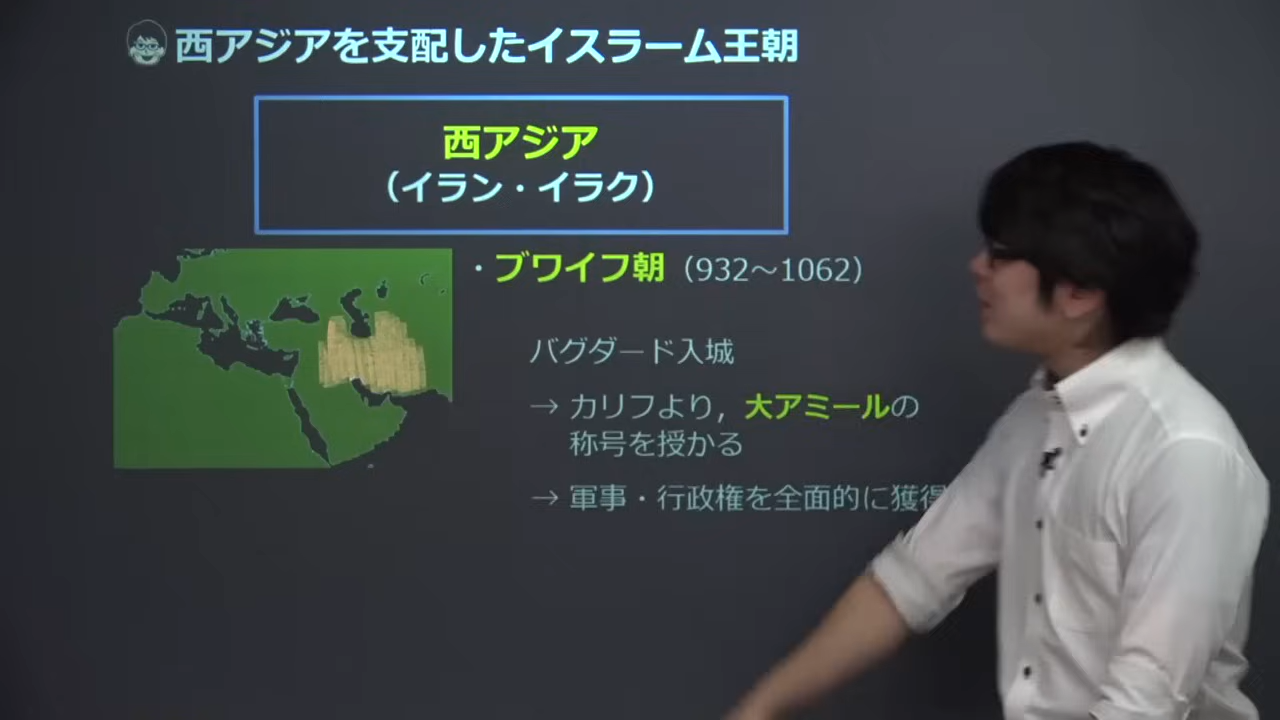 西アジアを支配したイスラーム王朝
西アジア
（イラン・イラク）
・ブワイフ朝（932～1062）
バグダード入城
→ カリフより，大アミールの
称号を授かる
→ 軍事・行政権を全面的に獲得